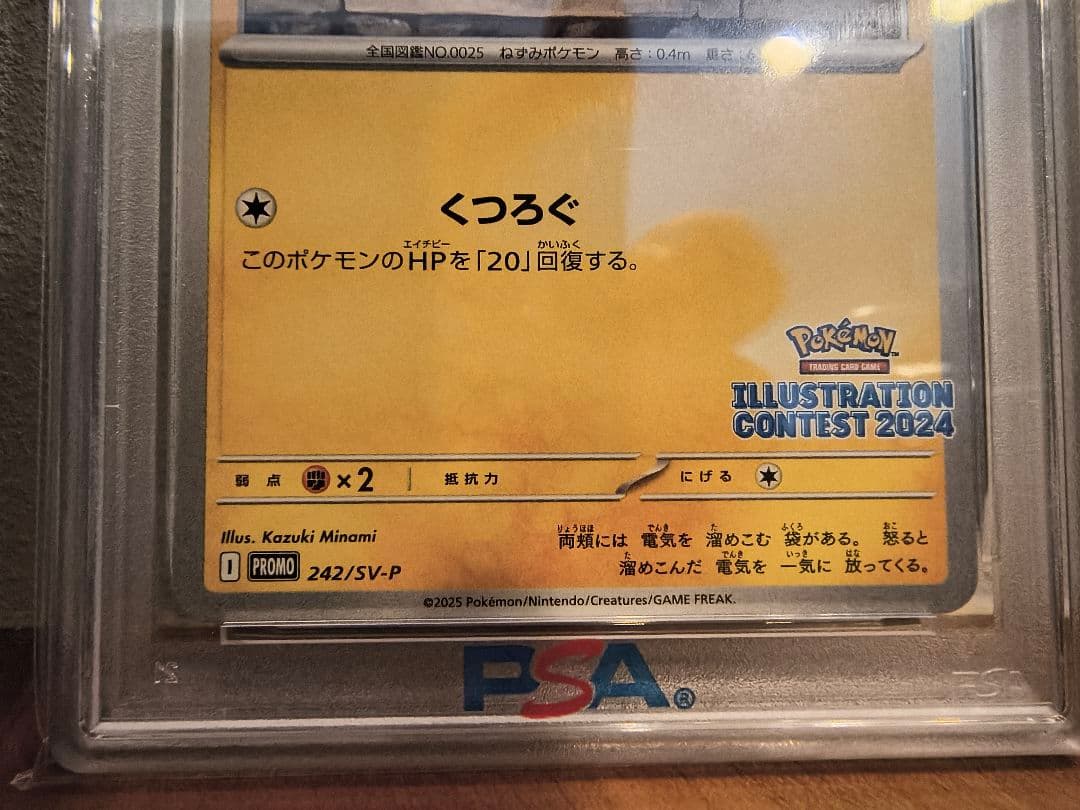 全国図鑑NO.0025 ねずみポケモン 高さ:0.4m 重さ:
くつろぐ
エイチピー かいふく
このポケモンのHPを「20」回復する。
POKéMON™
TRADING CARD GAME
ILLUSTRATION
CONTEST 2024
弱点 ×2 抵抗力 にげる
Illus. Kazuki Minami
りょうほほ でんき た ふくろ おこ
両頬には 電気を 溜めこむ 袋がある。 怒ると
た でんき いっき はな
溜めこんだ 電気を 一気に 放ってくる。
I PROMO 242/SV-P
©2025 Pokémon/Nintendo/Creatures/GAME FREAK.
PSA®